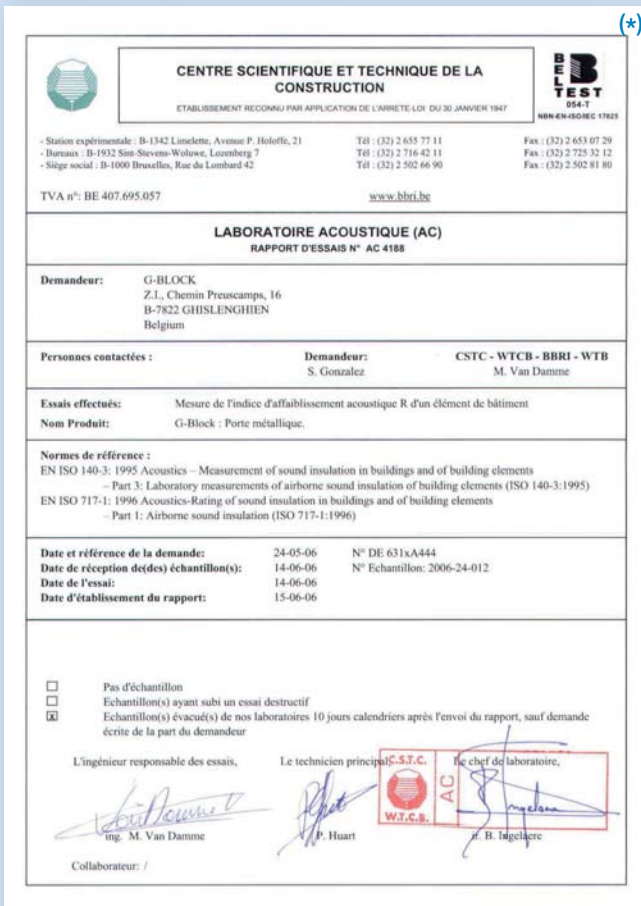 (*)
CENTRE SCIENTIFIQUE ET TECHNIQUE DE LA
CONSTRUCTION
ETABLISSEMENT RECONNU PAR APPLICATION DE L'ARRETE-LOI DU 30 JANVIER 1947
BELTEST
054-T
NBN-EN-ISO/IEC 17025
- Station expérimentale : B-1342 Limelette, Avenue P. Holoffe, 21 Tél : (32) 2 655 77 11 Fax : (32) 2 653 07 29
- Bureaux : B-1932 Sint-Stevens-Woluwe, Lozenberg 7 Tél : (32) 2 716 42 11 Fax : (32) 2 725 32 12
- Siège social : B-1000 Bruxelles, Rue du Lombard 42 Tél : (32) 2 502 66 90 Fax : (32) 2 502 81 80
TVA n°: BE 407.695.057 www.bbri.be
LABORATOIRE ACOUSTIQUE (AC)
RAPPORT D'ESSAIS N° AC 4188
Demandeur: G-BLOCK
Z.I., Chemin Preuscamps, 16
B-7822 GHISLENGHIEN
Belgium
Personnes contactées : Demandeur: CSTC - WTCB - BBRI - WTB
S. Gonzalez M. Van Damme
Essais effectués: Mesure de l'indice d'affaiblissement acoustique R d'un élément de bâtiment
Nom Produit: G-Block : Porte métallique.
Normes de référence :
EN ISO 140-3: 1995 Acoustics – Measurement of sound insulation in buildings and of building elements
– Part 3: Laboratory measurements of airborne sound insulation of building elements (ISO 140-3:1995)
EN ISO 717-1: 1996 Acoustics-Rating of sound insulation in buildings and of building elements
– Part 1: Airborne sound insulation (ISO 717-1:1996)
Date et référence de la demande: 24-05-06 N° DE 631xA444
Date de réception de(des) échantillon(s): 14-06-06 N° Echantillon: 2006-24-012
Date de l'essai: 14-06-06
Date d'établissement du rapport: 15-06-06
Pas d'échantillon
Echantillon(s) ayant subi un essai destructif
x Echantillon(s) évacué(s) de nos laboratoires 10 jours calendriers après l'envoi du rapport, sauf demande
écrite de la part du demandeur
L'ingénieur responsable des essais, Le technicien principal, Le chef de laboratoire,
C.S.T.C.
AC
W.T.C.B.
ing. M. Van Damme P. Huart ir. B. Ingelaere
Collaborateur: /